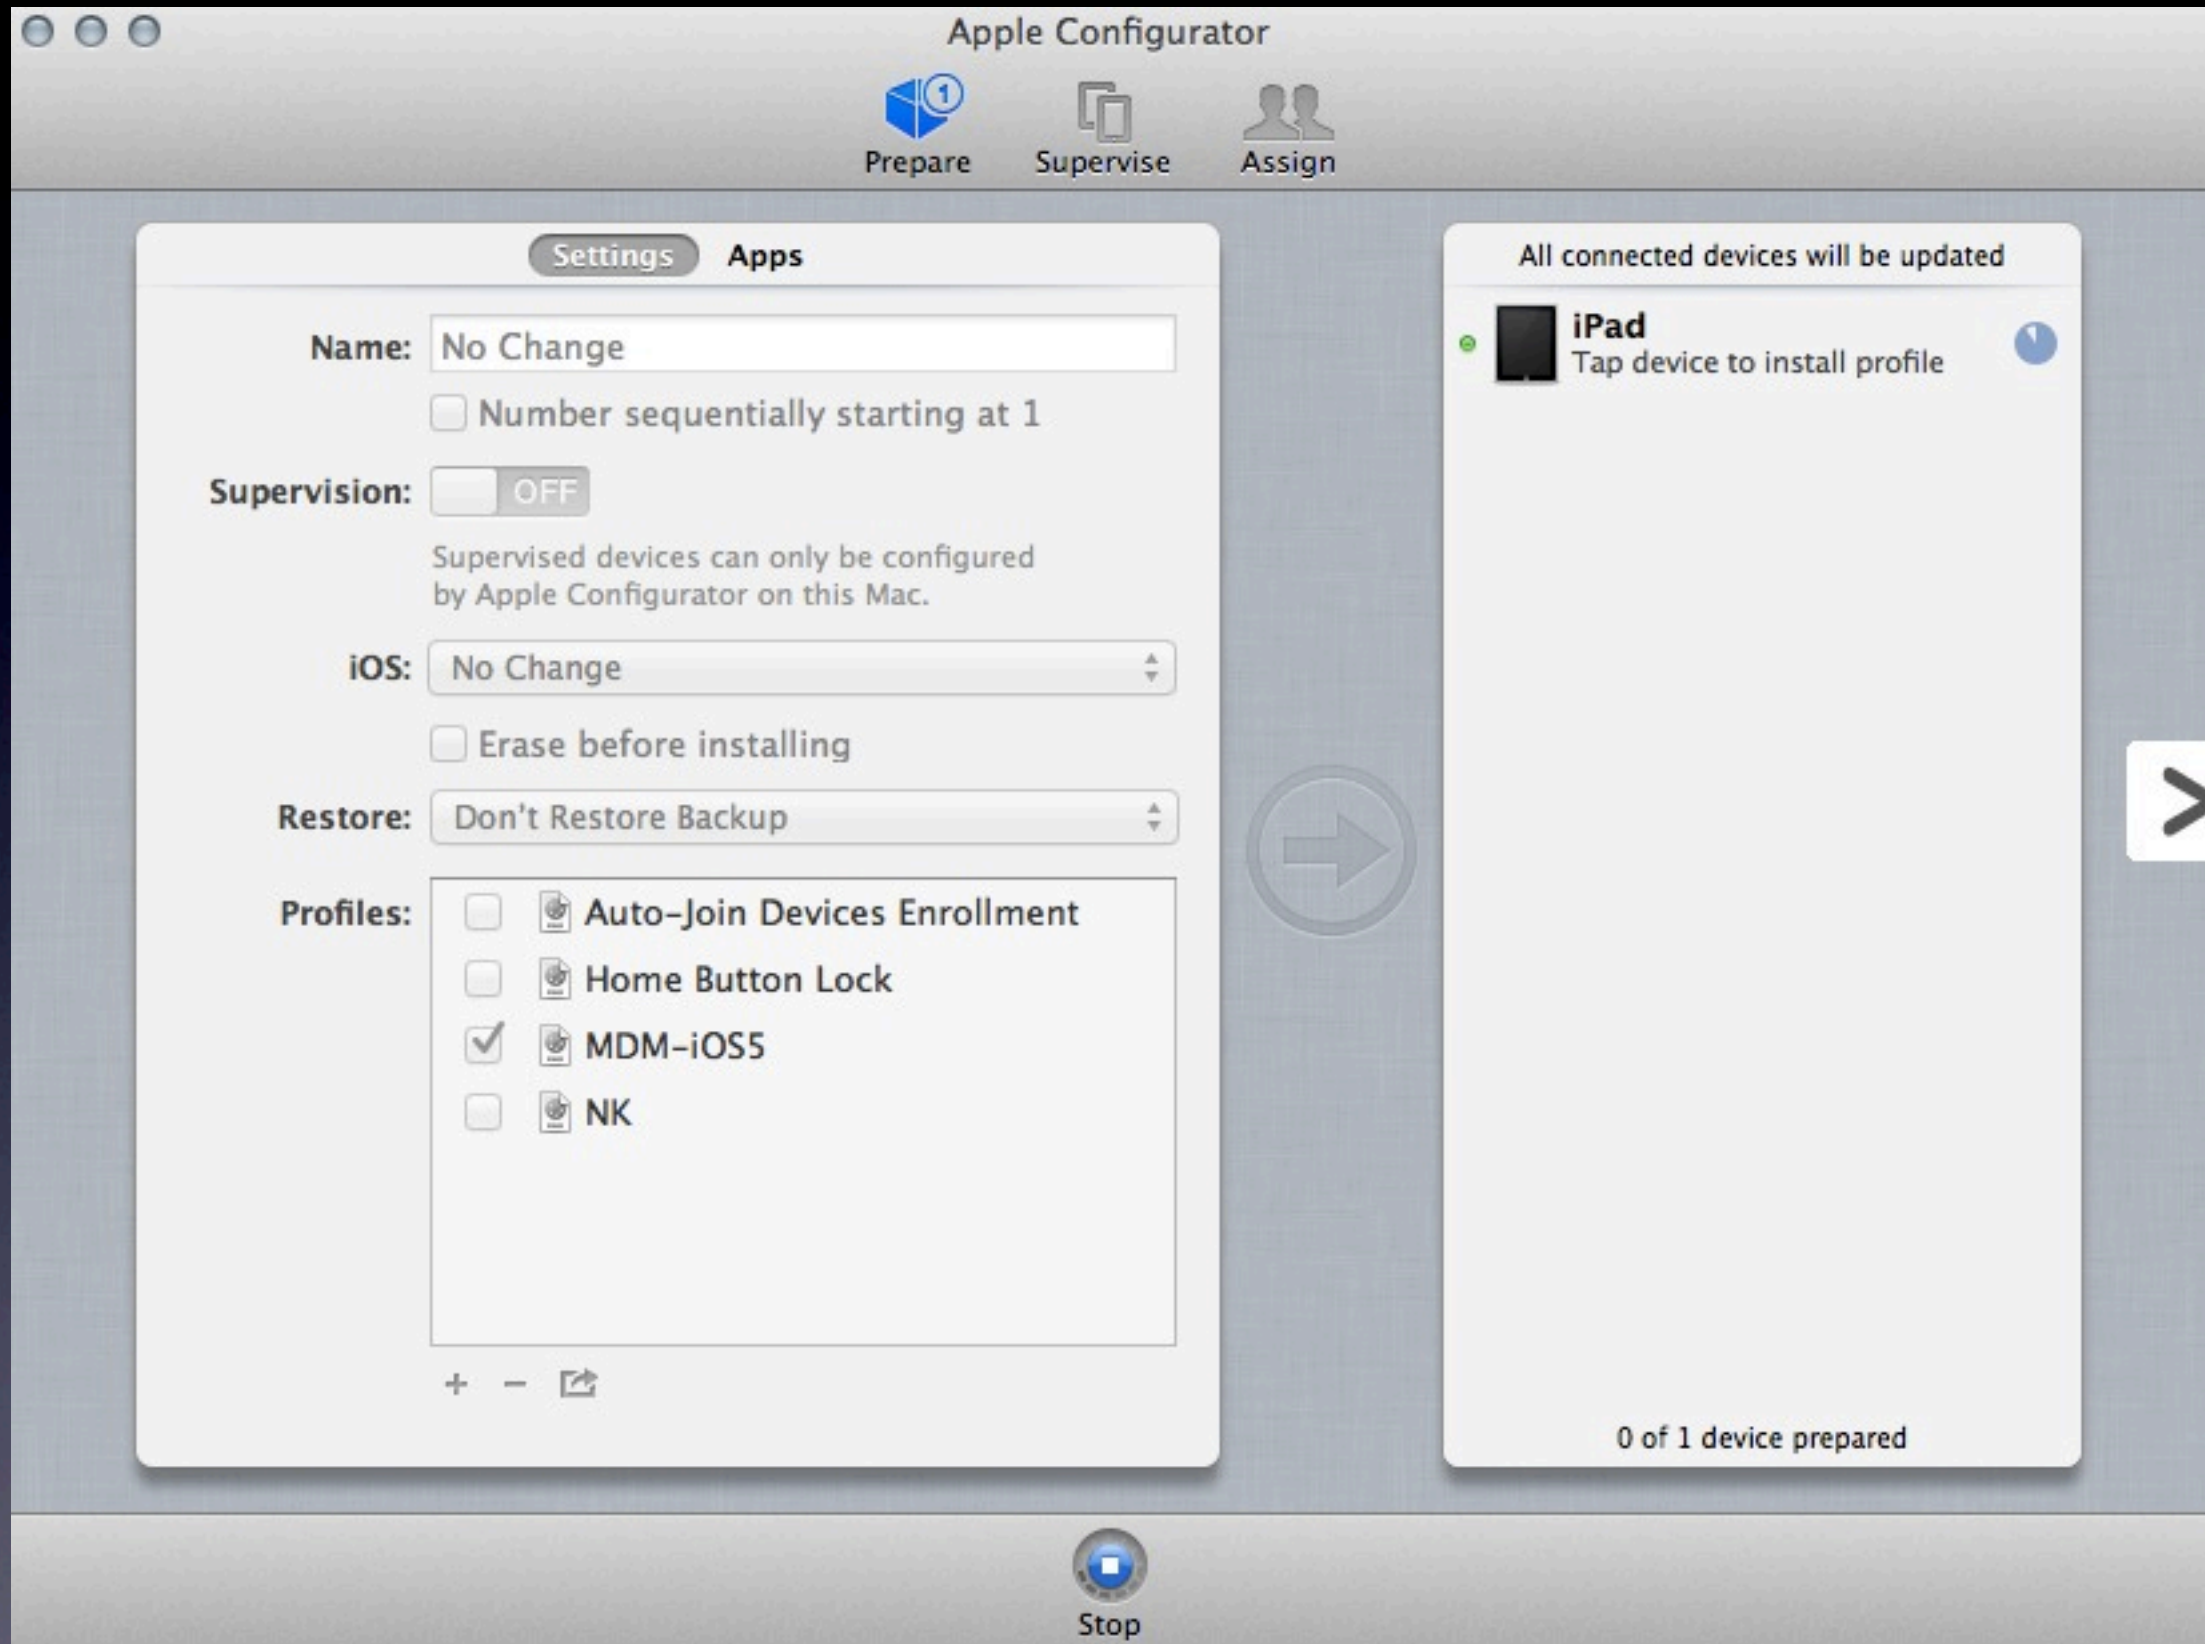 Apple Configurator
1
Prepare
Supervise
Assign
Settings
Apps
Name: No Change
Number sequentially starting at 1
Supervision: OFF
Supervised devices can only be configured
by Apple Configurator on this Mac.
iOS: No Change
Erase before installing
Restore: Don't Restore Backup
Profiles:
Auto-Join Devices Enrollment
Home Button Lock
MDM-iOS5
NK
All connected devices will be updated
iPad
Tap device to install profile
0 of 1 device prepared
Stop